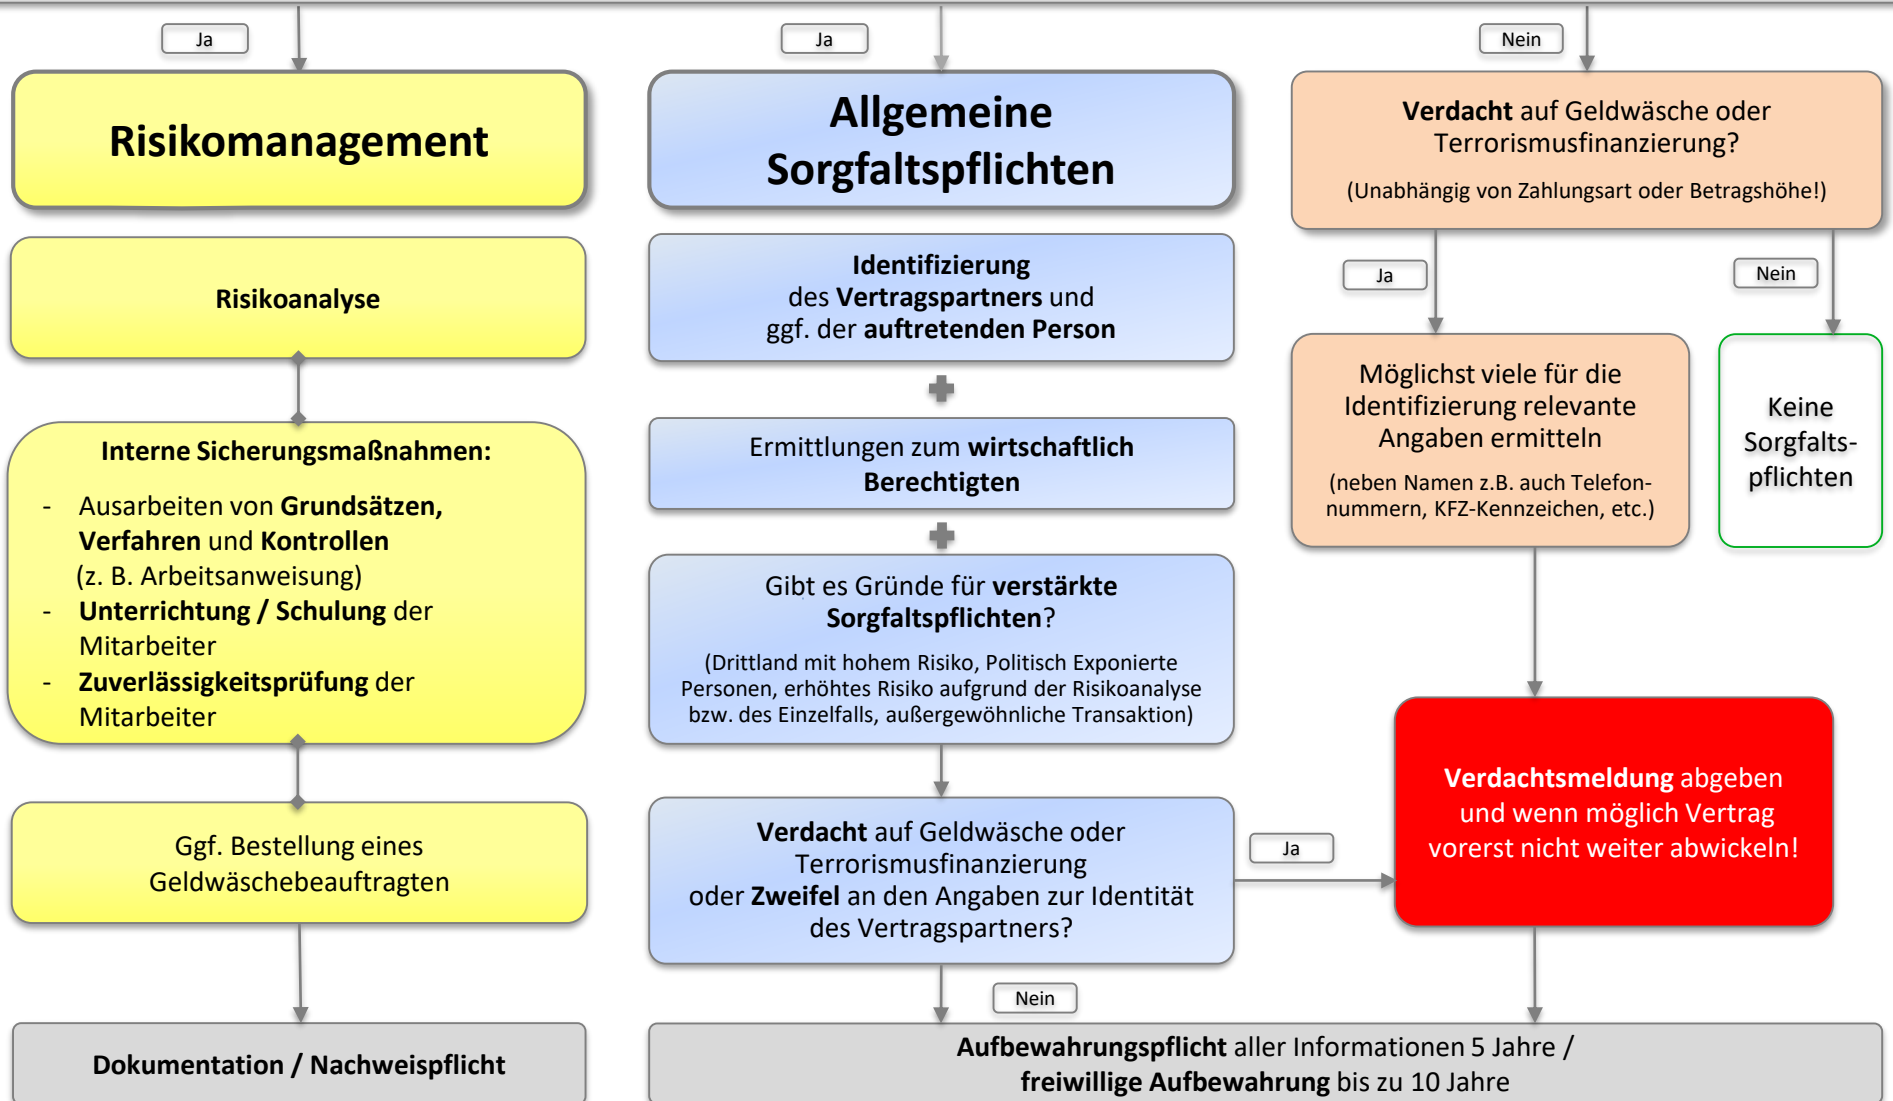 Ja
Risikomanagement
Risikoanalyse
Interne Sicherungsmaßnahmen:
- Ausarbeiten von Grundsätzen,
Verfahren und Kontrollen
(z. B. Arbeitsanweisung)
- Unterrichtung / Schulung der
Mitarbeiter
- Zuverlässigkeitsprüfung der
Mitarbeiter
Ggf. Bestellung eines
Geldwäschebeauftragten
Dokumentation / Nachweispflicht
Ja
Allgemeine
Sorgfaltspflichten
Identifizierung
des Vertragspartners und
ggf. der auftretenden Person
Ermittlungen zum wirtschaftlich
Berechtigten
Gibt es Gründe für verstärkte
Sorgfaltspflichten?
(Drittland mit hohem Risiko, Politisch Exponierte
Personen, erhöhtes Risiko aufgrund der Risikoanalyse
bzw. des Einzelfalls, außergewöhnliche Transaktion)
Verdacht auf Geldwäsche oder
Terrorismusfinanzierung
oder Zweifel an den Angaben zur Identität
des Vertragspartners?
Ja
Nein
Nein
Verdacht auf Geldwäsche oder
Terrorismusfinanzierung?
(Unabhängig von Zahlungsart oder Betragshöhe!)
Ja
Nein
Möglichst viele für die
Identifizierung relevante
Angaben ermitteln
(neben Namen z.B. auch Telefon-
nummern, KFZ-Kennzeichen, etc.)
Keine
Sorgfalts-
pflichten
Verdachtsmeldung abgeben
und wenn möglich Vertrag
vorerst nicht weiter abwickeln!
Aufbewahrungspflicht aller Informationen 5 Jahre /
freiwillige Aufbewahrung bis zu 10 Jahre